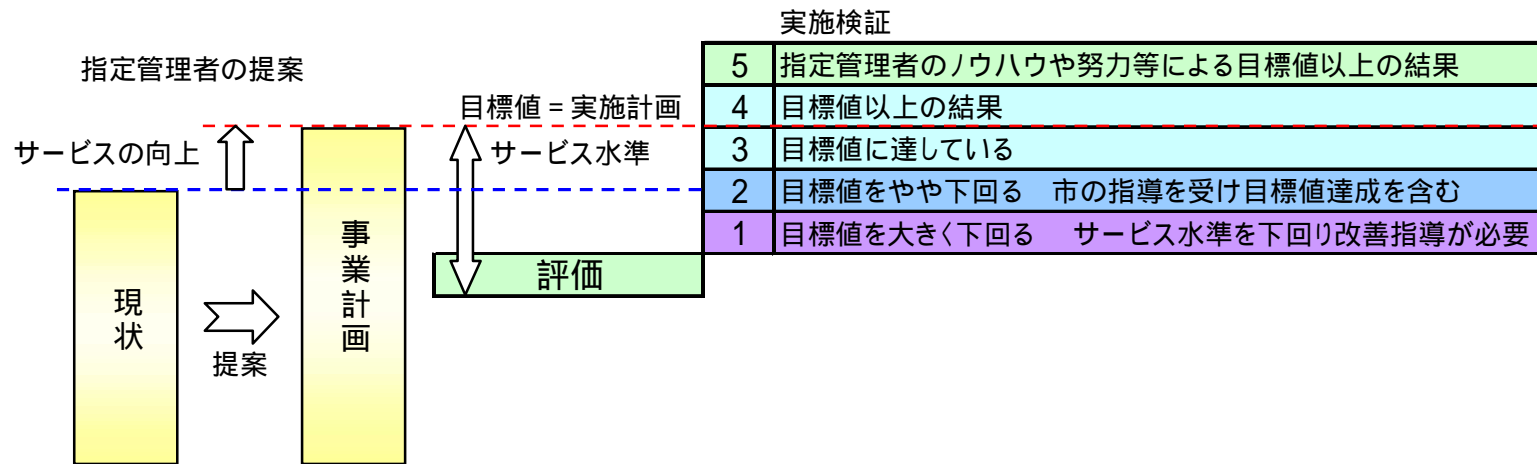 実施検証
指定管理者の提案
5 指定管理者のノウハウや努力等による目標値以上の結果
目標値=実施計画
4 目標値以上の結果
サービスの向上
サービス水準
3 目標値に達している
2 目標値をやや下回る 市の指導を受け目標値達成を含む
1 目標値を大きく下回る サービス水準を下回り改善指導が必要
評価
現状
提案
事業計画